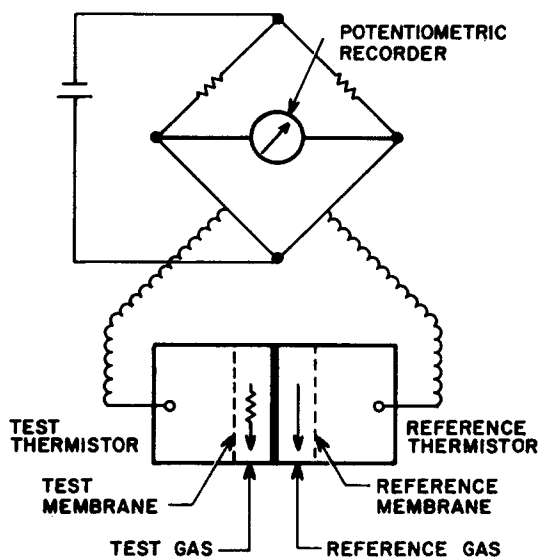 POTENTIOMETRIC
RECORDER
TEST
THERMISTOR
REFERENCE
THERMISTOR
TEST
MEMBRANE
REFERENCE
MEMBRANE
TEST GAS
REFERENCE GAS